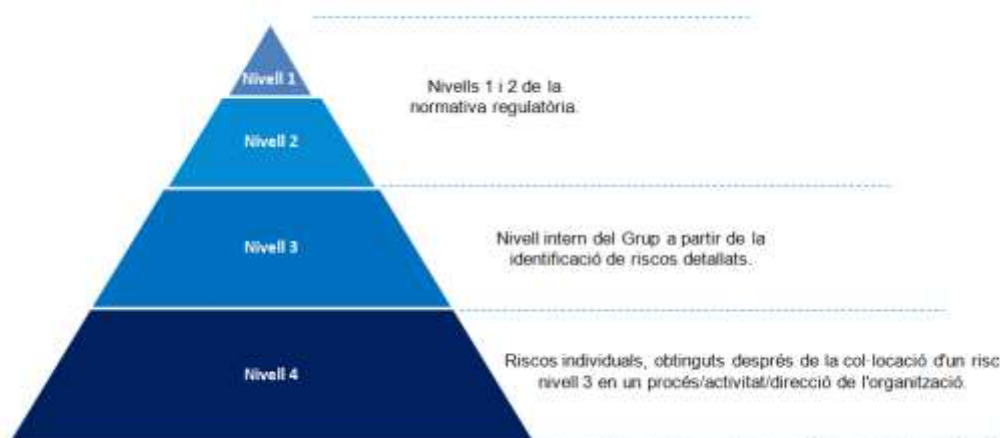 Nivell 1
Nivells 1 i 2 de la
normativa regulatòria.
Nivell 2
Nivell 3
Nivell intern del Grup a partir de la
identificació de riscos detallats.
Nivell 4
Riscos individuals, obtinguts després de la col·locació d'un risc
nivell 3 en un procés/activitat/direcció de l'organització.